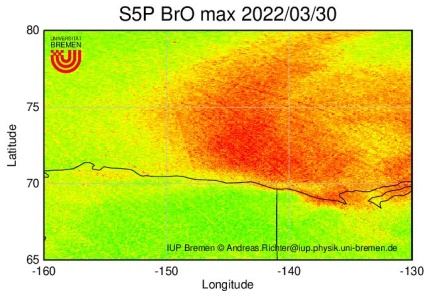 S5P BrO max 2022/03/30
80
UNIVERSITÄT
BREMEN
75
Latitude
70
IUP Bremen © Andreas.Richter@iup.physik.uni-bremen.de
65
-160
-150
-140
-130
Longitude